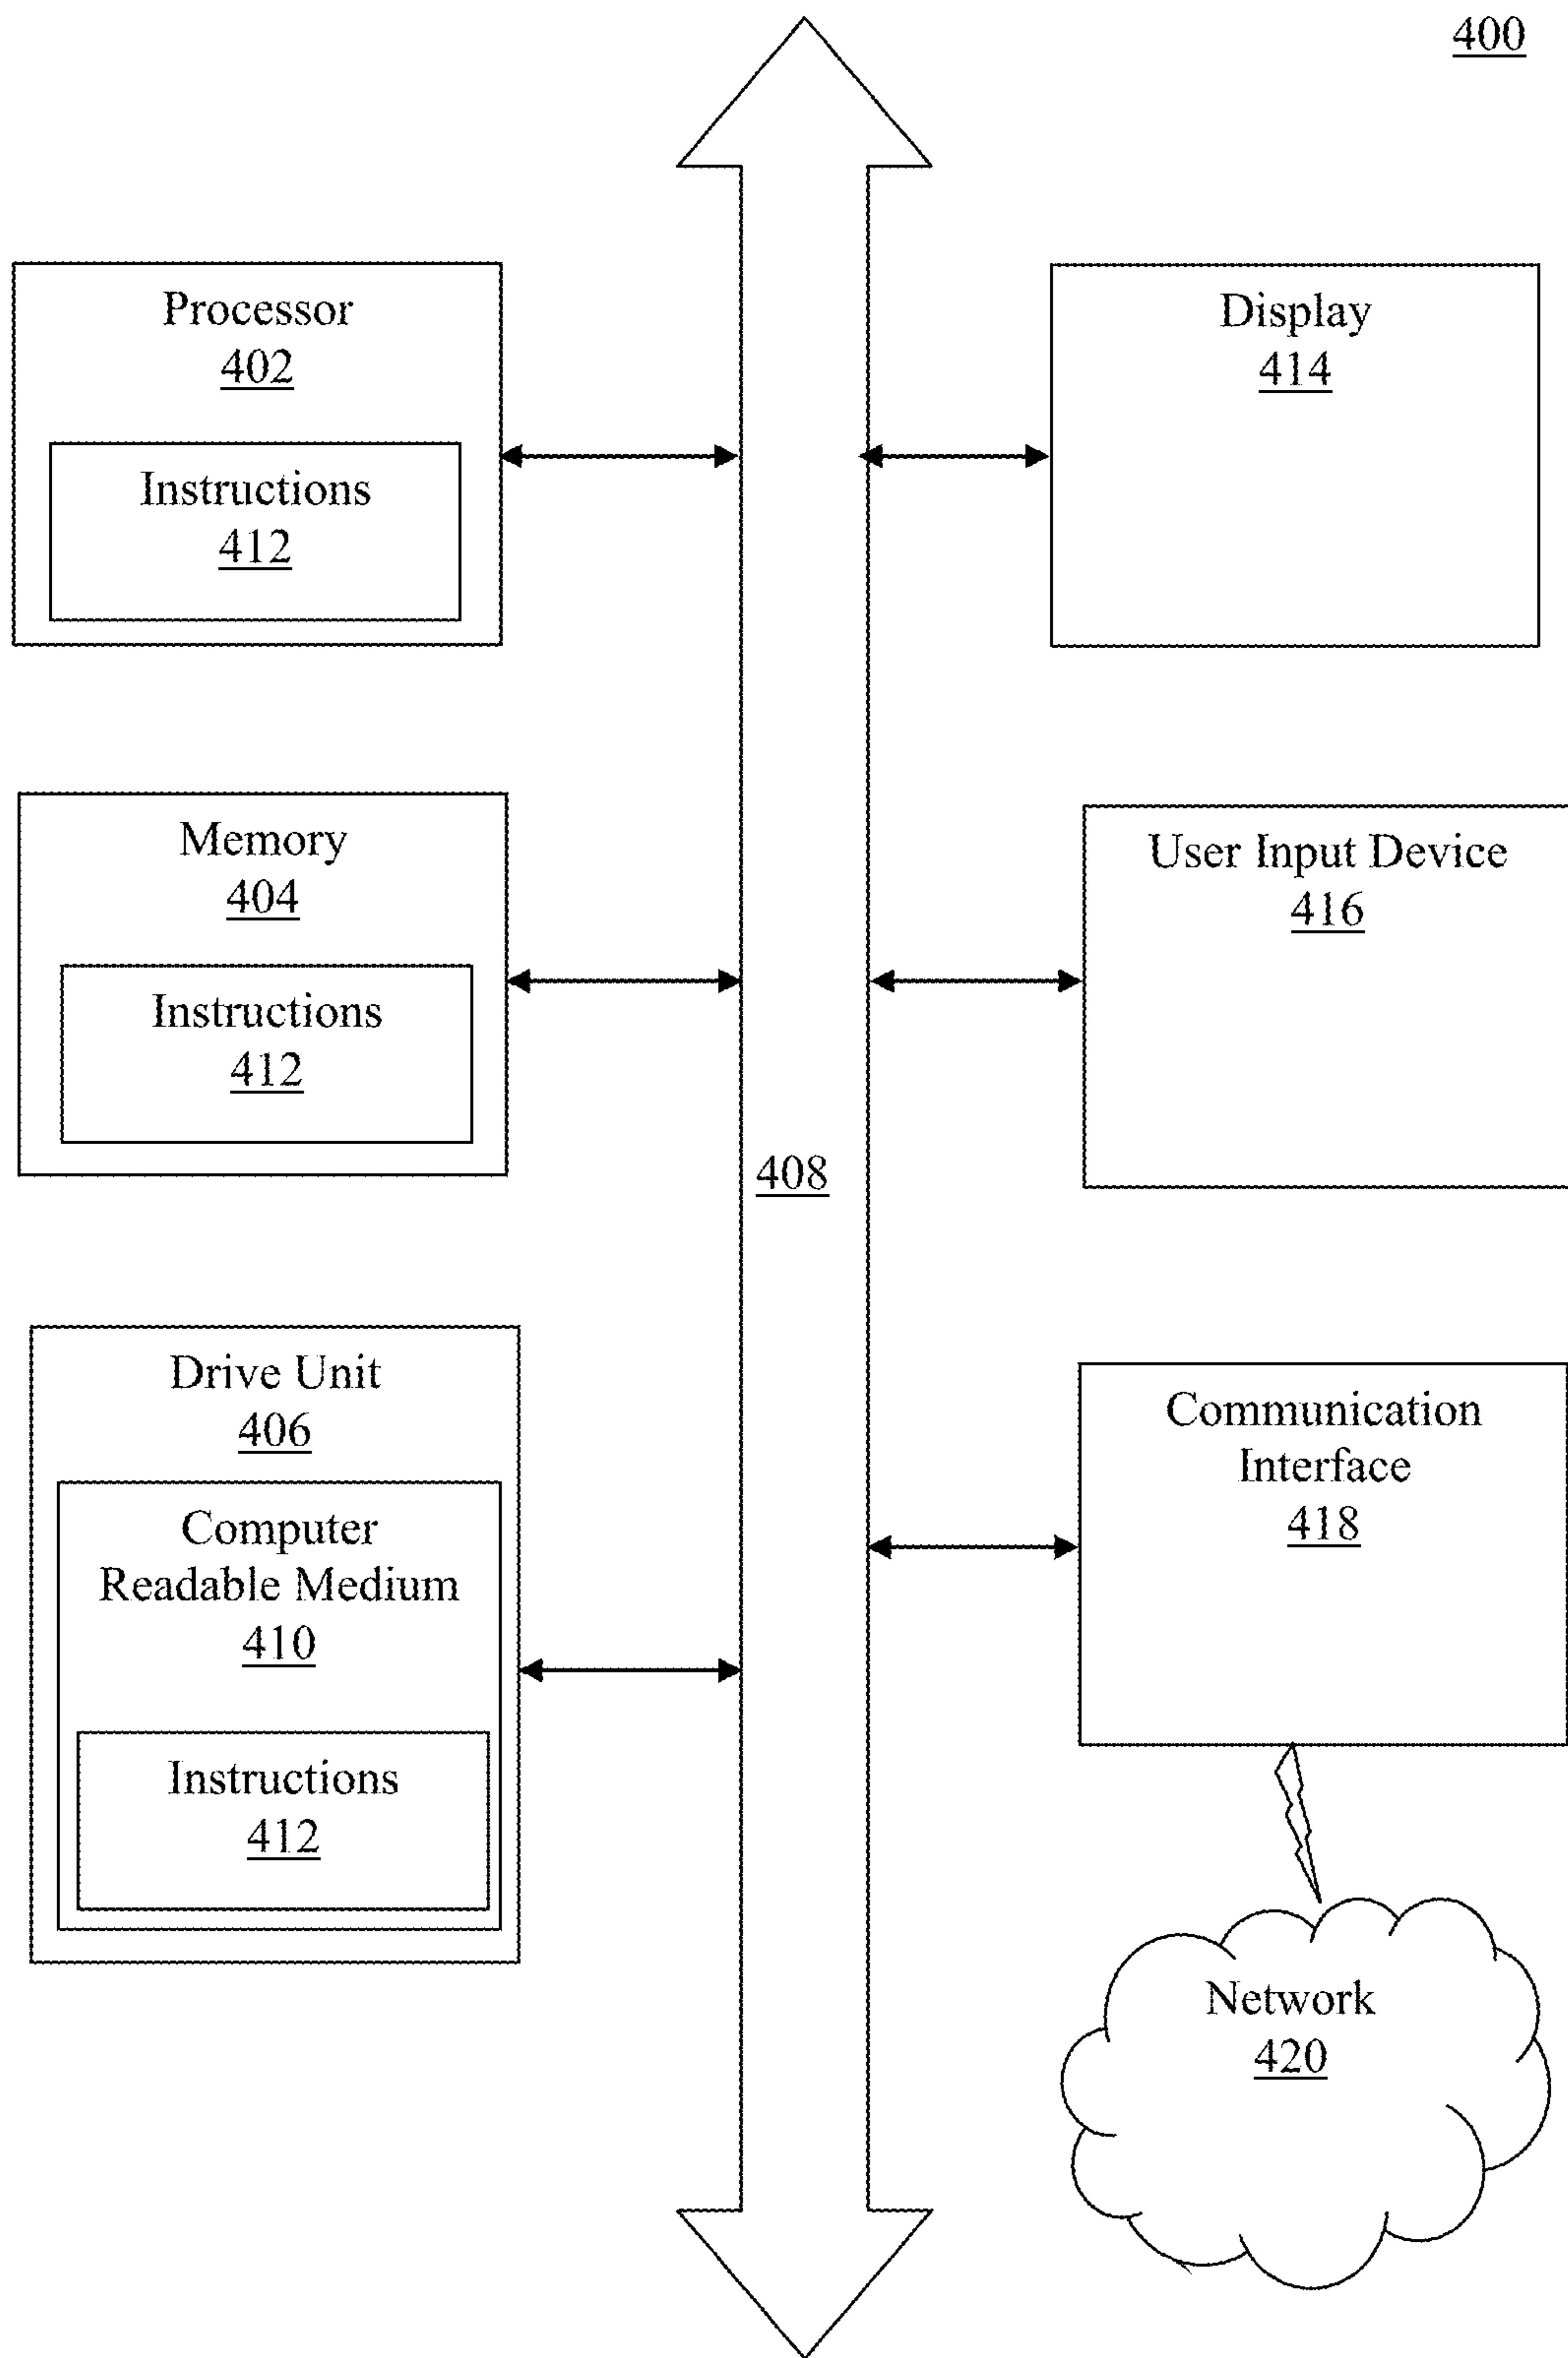 400
Processor
402
Instructions
412
Display
414
Memory
404
Instructions
412
User Input Device
416
408
Drive Unit
406
Computer
Readable Medium
410
Instructions
412
Communication
Interface
418
Network
420